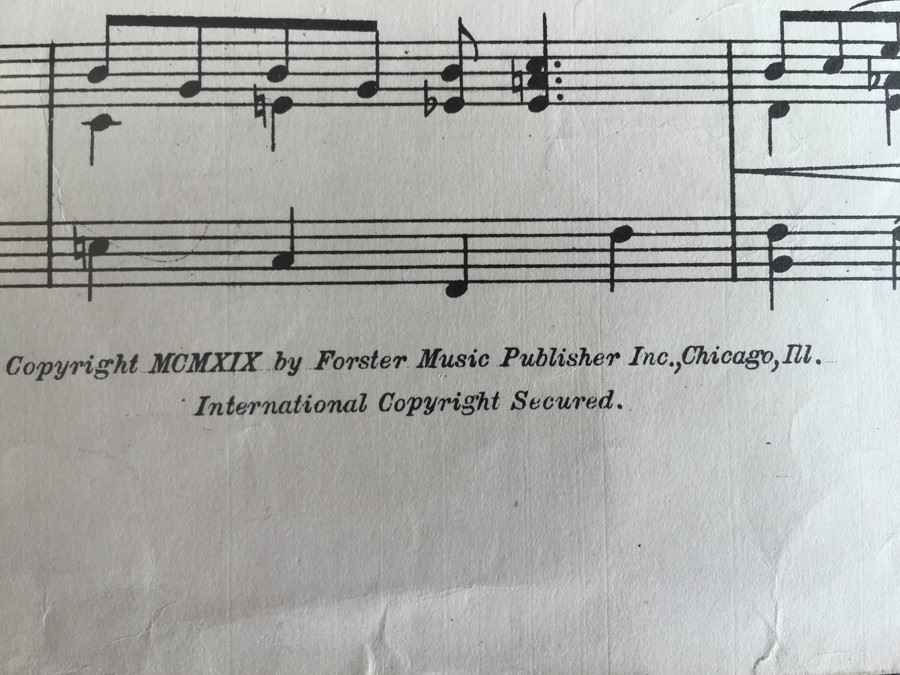 Copyright MCMXIX by Forster Music Publisher Inc., Chicago, Ill.
International Copyright Secured.